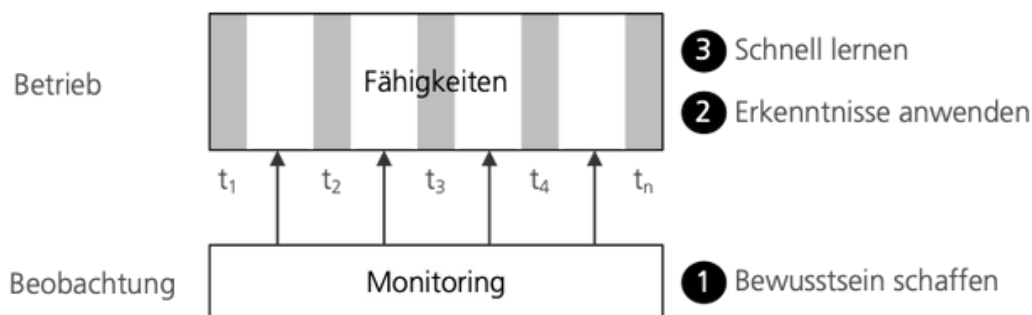 3 Schnell lernen
Betrieb Fähigkeiten
2 Erkenntnisse anwenden
t₁ t₂ t₃ t₄ tₙ
Beobachtung Monitoring 1 Bewusstsein schaffen